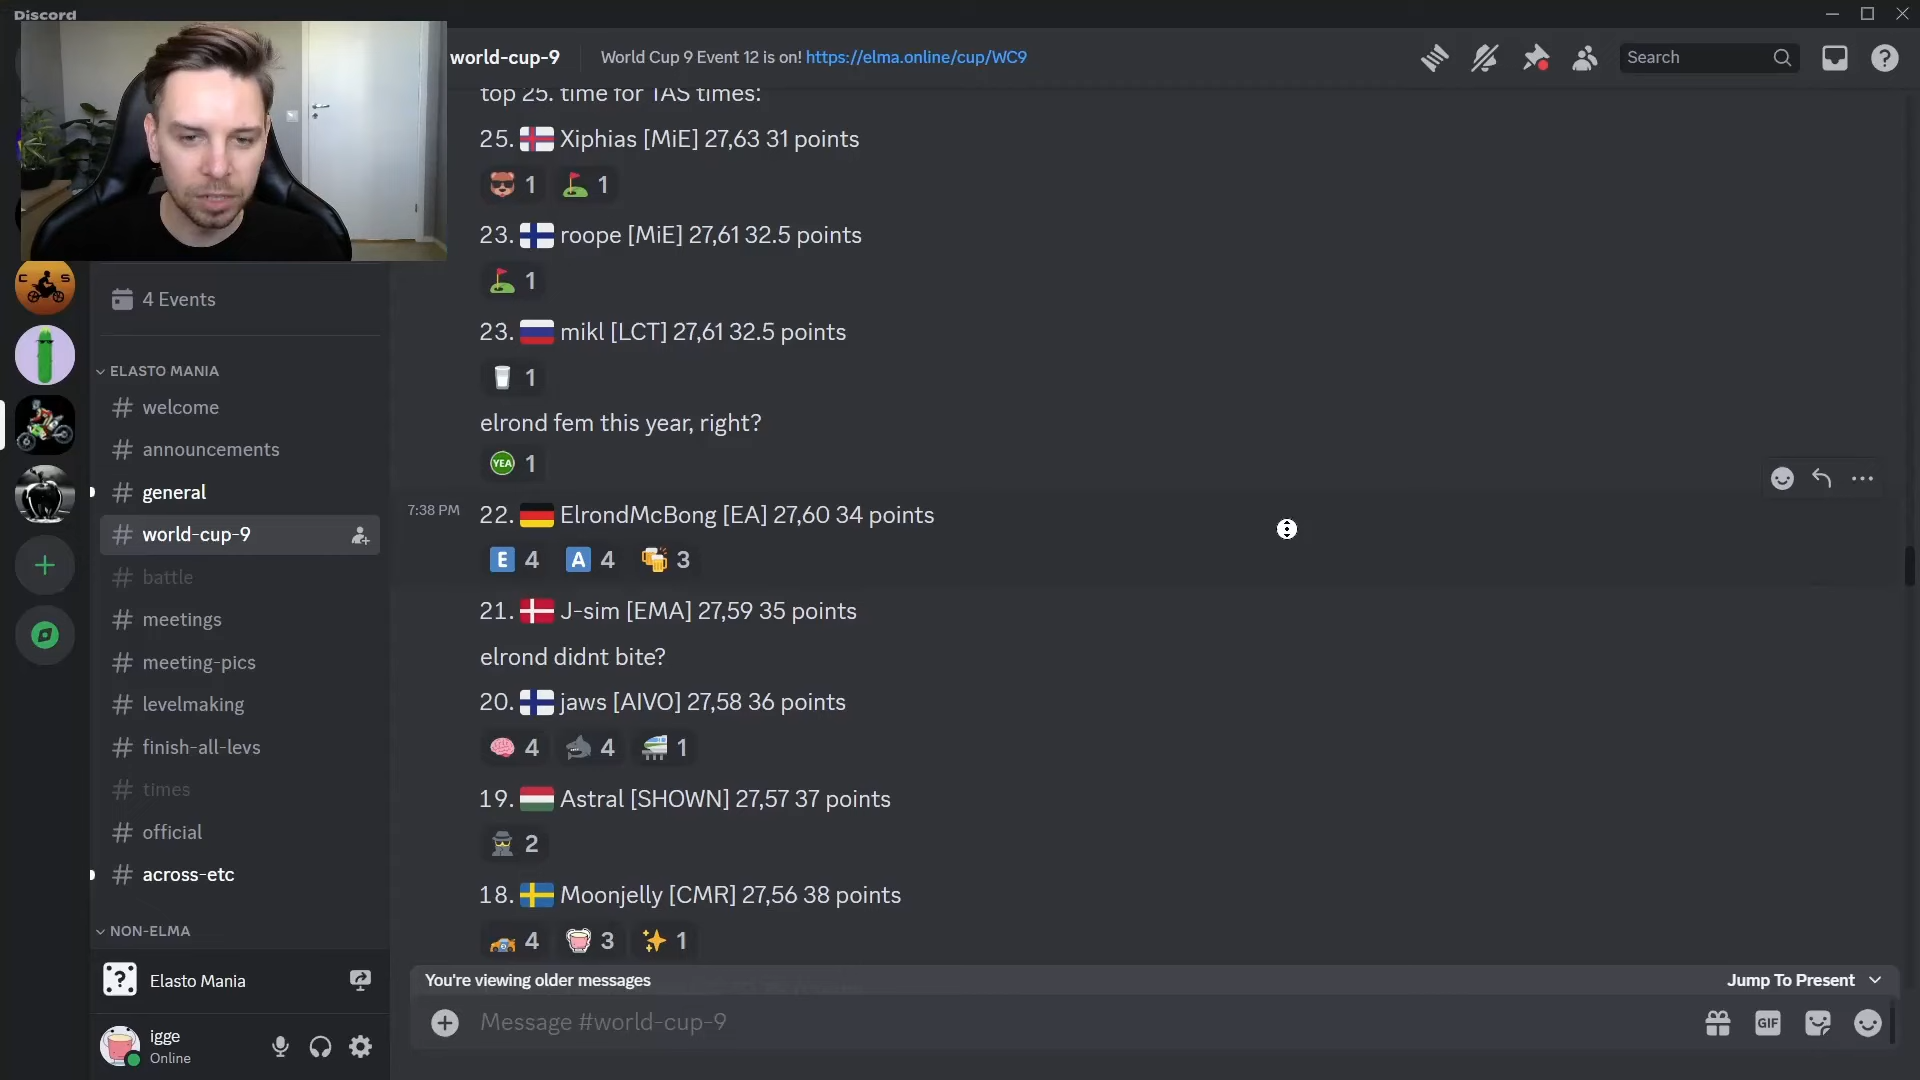 Discord
world-cup-9
World Cup 9 Event 12 is on! https://elma.online/cup/WC9
Search
top 25. time for TAS times:
25. Xiphias [MiE] 27,63 31 points
1 1
23. roope [MiE] 27,61 32.5 points
1
23. mikl [LCT] 27,61 32.5 points
1
elrond fem this year, right?
YEA 1
7:38 PM 22. ElrondMcBong [EA] 27,60 34 points
E 4 A 4 3
21. J-sim [EMA] 27,59 35 points
elrond didnt bite?
20. jaws [AIVO] 27,58 36 points
4 4 1
19. Astral [SHOWN] 27,57 37 points
2
18. Moonjelly [CMR] 27,56 38 points
4 3 1
You're viewing older messages
Jump To Present
Message #world-cup-9
GIF
C S
4 Events
ELASTO MANIA
welcome
announcements
general
world-cup-9
battle
meetings
meeting-pics
levelmaking
finish-all-levs
times
official
across-etc
NON-ELMA
Elasto Mania
igge
Online